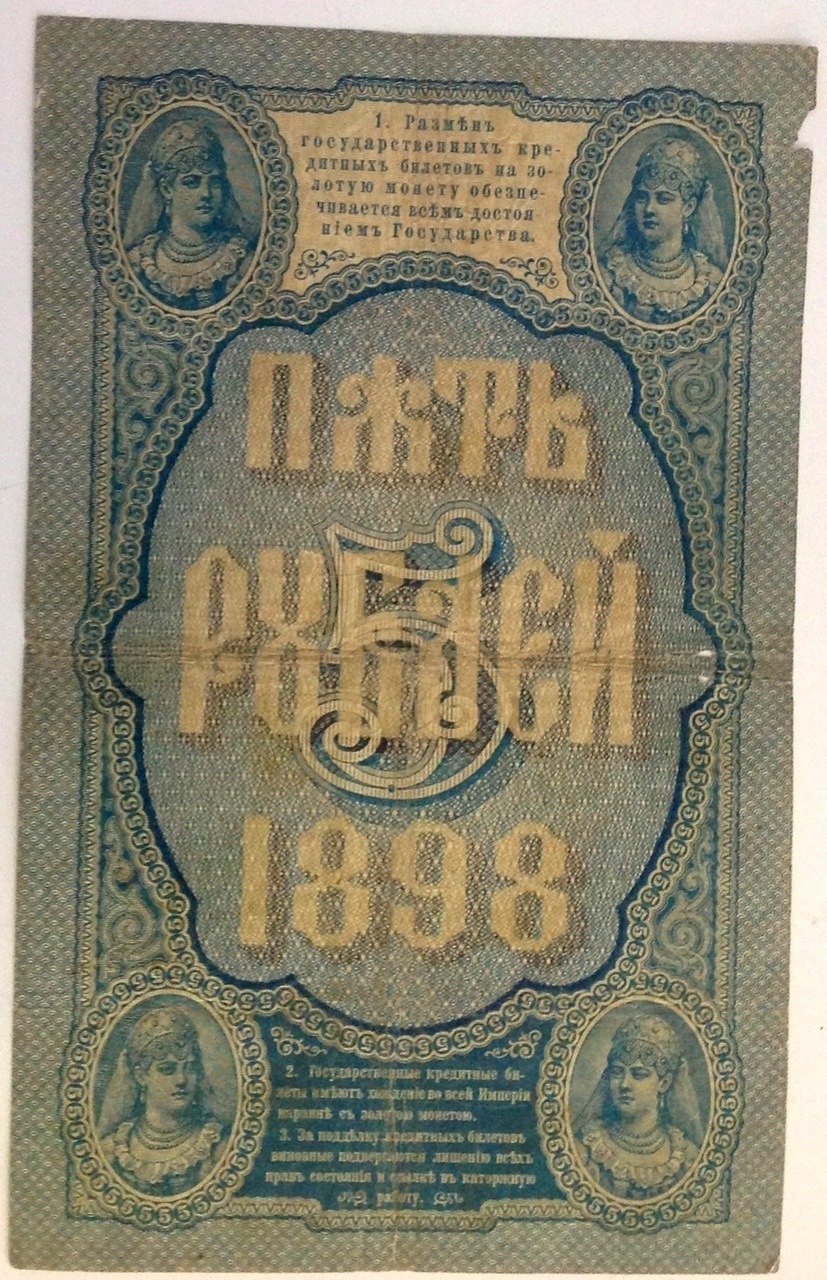 1. Размѣнъ
государственныхъ кре-
дитныхъ билетовъ на зо-
лотую монету обезпе-
чивается всѣмъ достоя-
ніемъ Государства.
ПѦТЬ
5
РУБЛЕЙ
1898
2. Государственные кредитные би-
леты имѣютъ хожденіе во всей Имперіи
наравнѣ съ золотою монетою.
3. За поддѣлку кредитныхъ билетовъ
виновные подвергаются лишенію всѣхъ
правъ состоянія и ссылкѣ въ каторжную
работу.